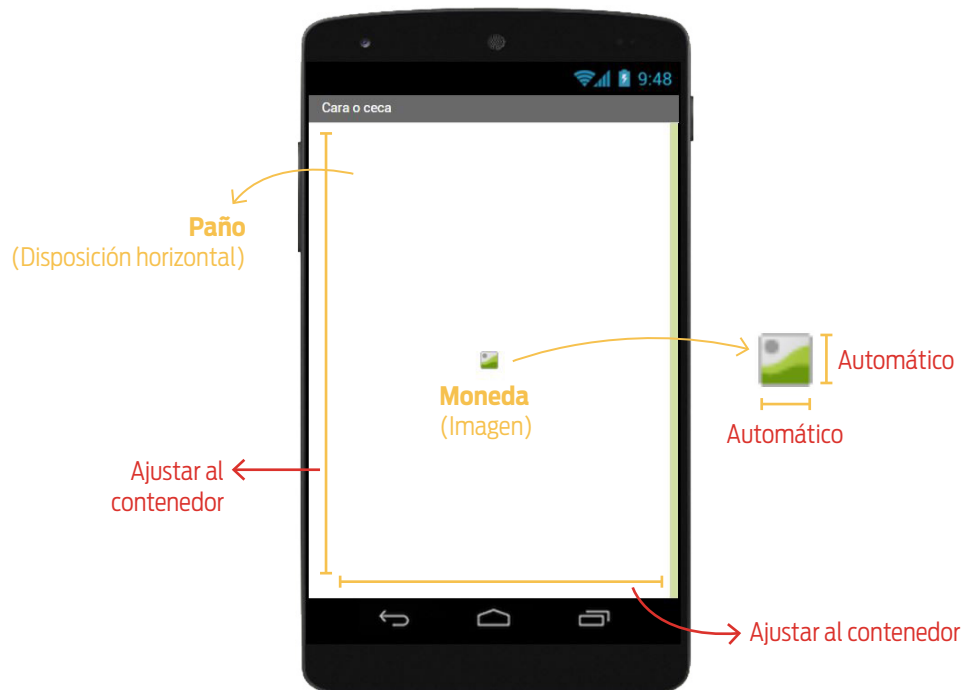 9:48
Cara o ceca
Paño
(Disposición horizontal)
Automático
Moneda
(Imagen)
Automático
Ajustar al
contenedor
Ajustar al contenedor